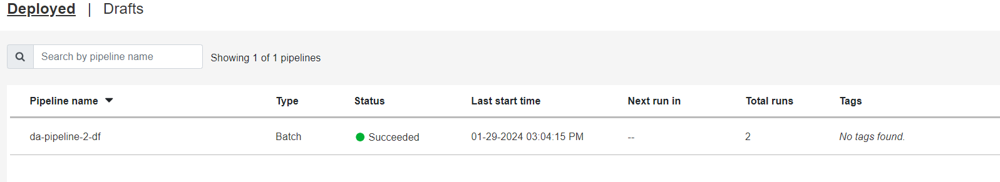 Deployed | Drafts
Search by pipeline name Showing 1 of 1 pipelines
Pipeline name Type Status Last start time Next run in Total runs Tags
da-pipeline-2-df Batch Succeeded 01-29-2024 03:04:15 PM -- 2 No tags found.